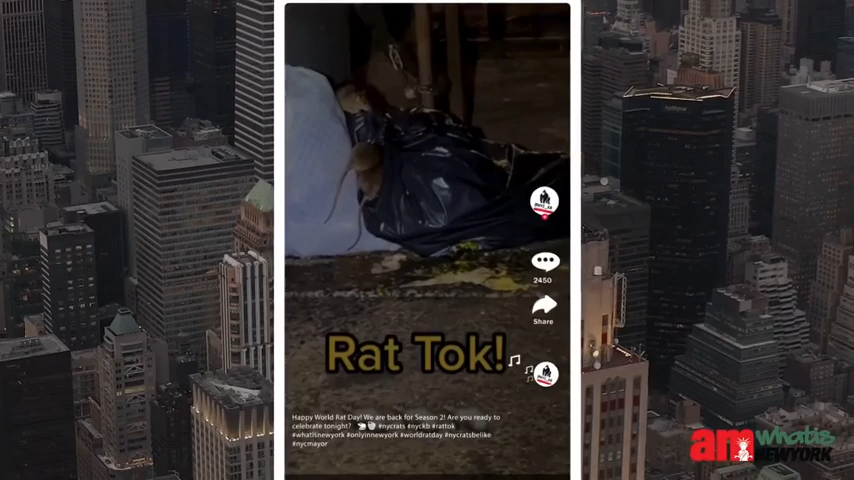 2450
Share
Rat Tok!
Happy World Rat Day! We are back for Season 2! Are you ready to
celebrate tonight? #nycrats #nyckb #rattok
#whatisnewyork #onlyinnewyork #worldratday #nycratsbelike
#nycmayor
am whatis
NEWYORK